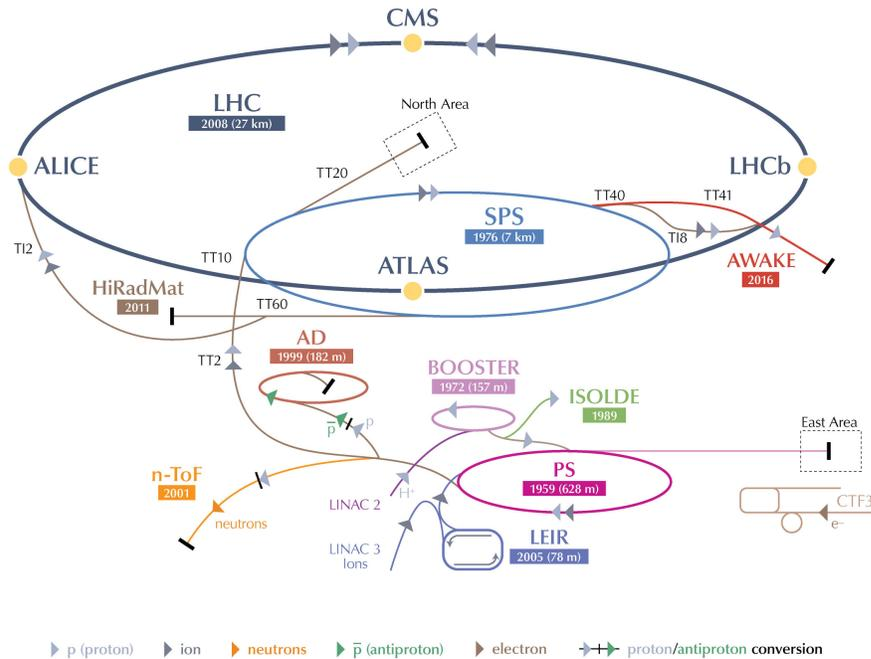 CMS
LHC
2008 (27 km)
North Area
ALICE
TT20
LHCb
TT40
TT41
SPS
1976 (7 km)
TI2
TT10
TI8
ATLAS
AWAKE
2016
HiRadMat
2011
TT60
AD
1999 (182 m)
TT2
BOOSTER
1972 (157 m)
ISOLDE
1989
p
p̅
East Area
n-ToF
2001
PS
1959 (628 m)
H⁺
LINAC 2
CTF3
e–
neutrons
LEIR
2005 (78 m)
LINAC 3
Ions
p (proton)
ion
neutrons
p̅ (antiproton)
electron
proton/antiproton conversion